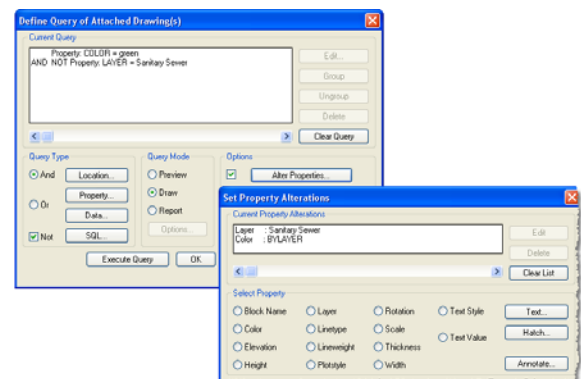 Define Query of Attached Drawing(s)
Current Query
Property: COLOR = green
AND NOT Property: LAYER = Sanitary Sewer
Edit...
Group
Ungroup
Delete
Clear Query
Query Type
And
Or
Not
Location...
Property...
Data...
SQL...
Query Mode
Preview
Draw
Report
Options...
Options
Alter Properties...
Execute Query
OK
Set Property Alterations
Current Property Alterations
Layer : Sanitary Sewer
Color : BYLAYER
Edit
Delete
Clear List
Select Property
Block Name
Layer
Rotation
Text Style
Text...
Color
Linetype
Scale
Text Value
Hatch...
Elevation
Lineweight
Thickness
Height
Plotstyle
Width
Annotate...